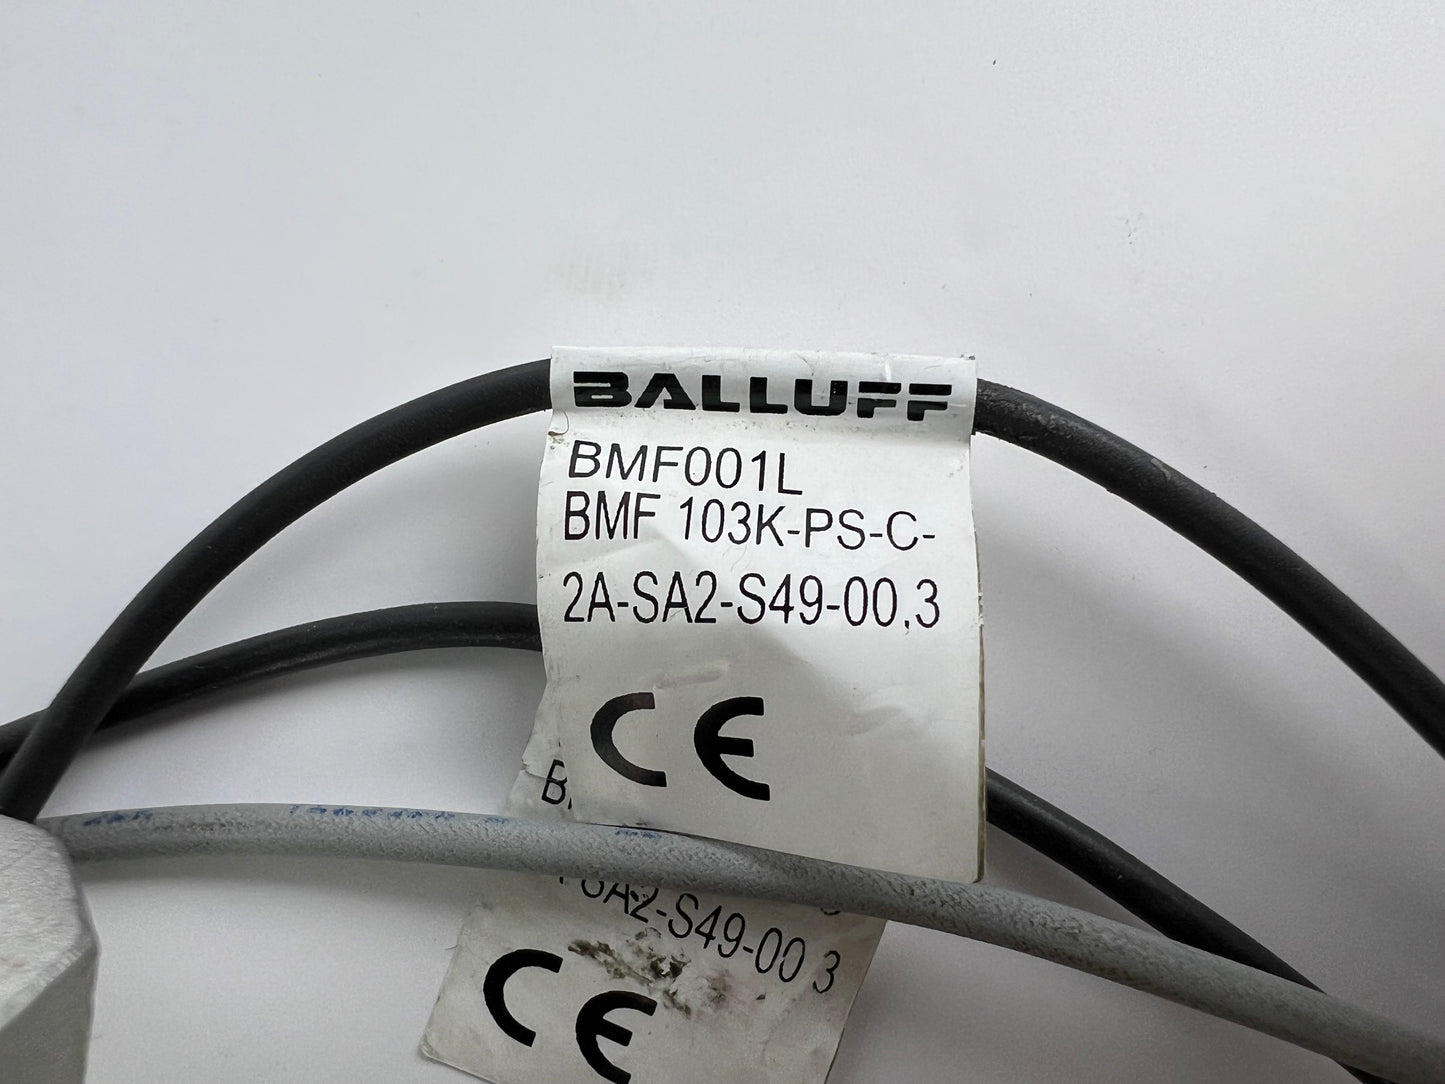 BALLUFF
BMF001L
BMF 103K-PS-C-
2A-SA2-S49-00,3
CE
SA2-S49-00 3
CE